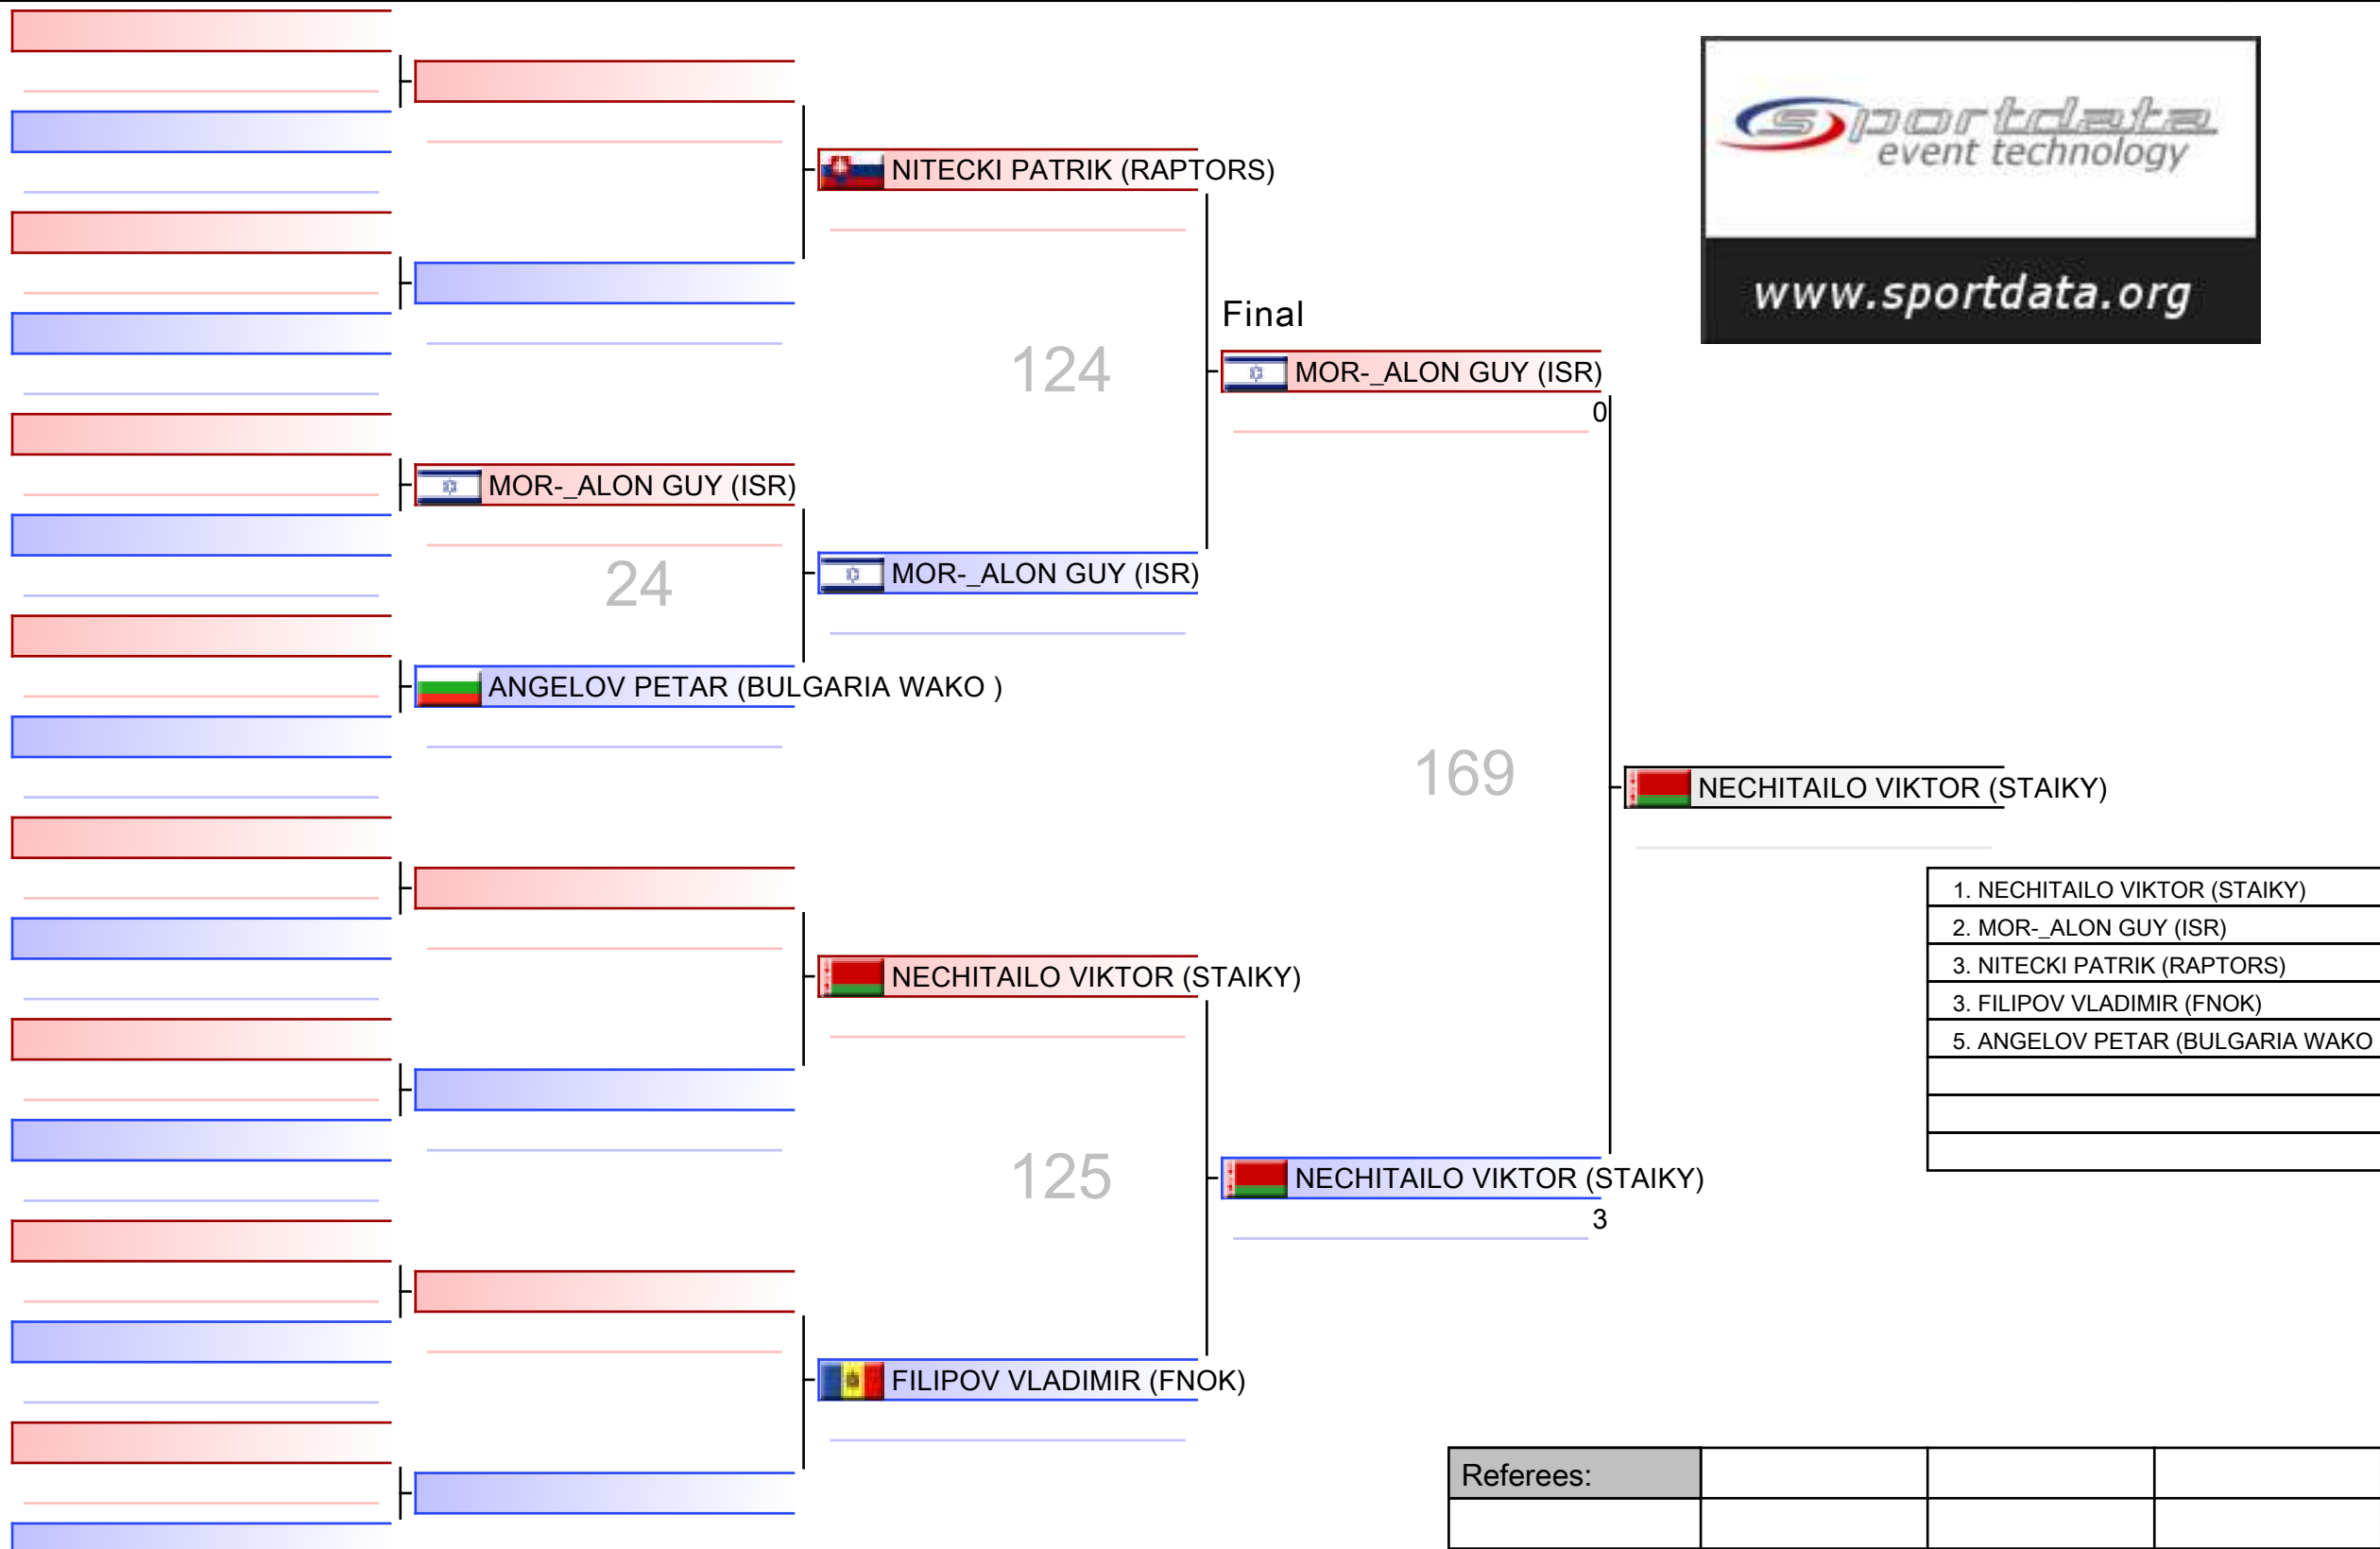 sportdata
event technology
www.sportdata.org
NITECKI PATRIK (RAPTORS)
Final
124
MOR-_ALON GUY (ISR)
0
MOR-_ALON GUY (ISR)
24
MOR-_ALON GUY (ISR)
ANGELOV PETAR (BULGARIA WAKO )
169
NECHITAILO VIKTOR (STAIKY)
1. NECHITAILO VIKTOR (STAIKY)
2. MOR-_ALON GUY (ISR)
3. NITECKI PATRIK (RAPTORS)
3. FILIPOV VLADIMIR (FNOK)
5. ANGELOV PETAR (BULGARIA WAKO
NECHITAILO VIKTOR (STAIKY)
125
NECHITAILO VIKTOR (STAIKY)
3
FILIPOV VLADIMIR (FNOK)
Referees: